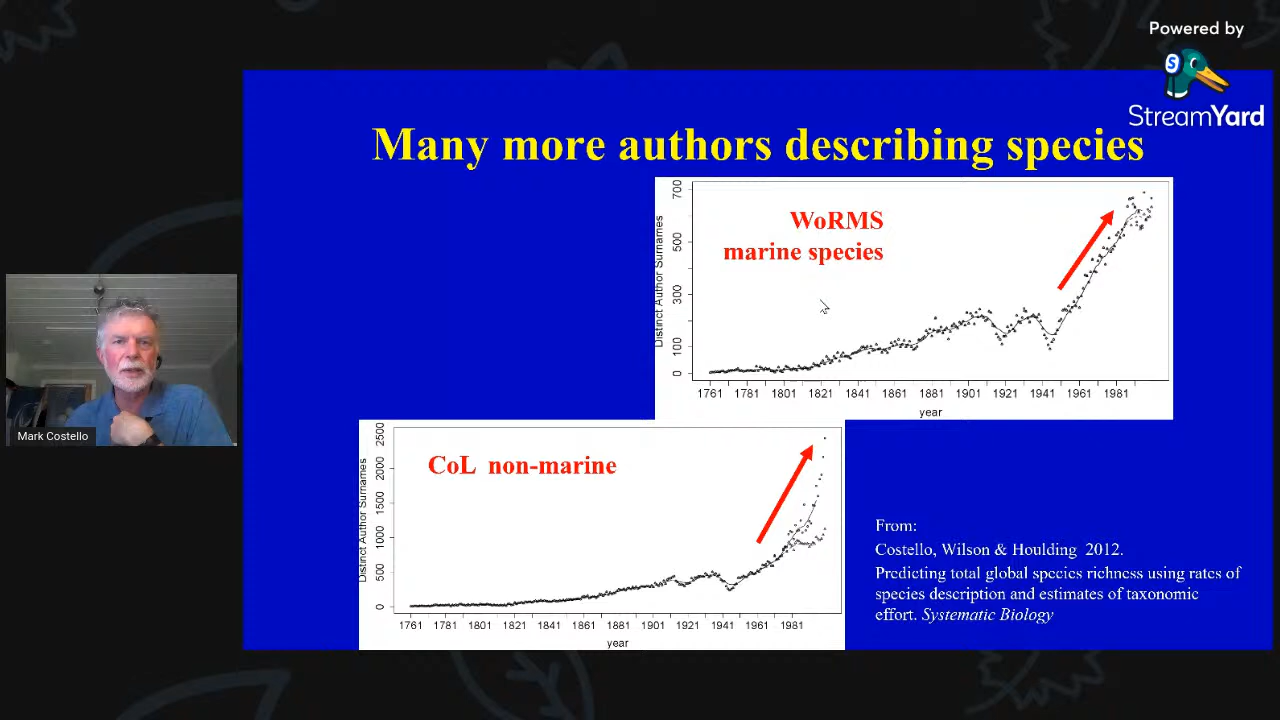 Powered by
S
StreamYard
Many more authors describing species
WoRMS
marine species
Distinct Author Surnames
700
500
300
100
0
1761 1781 1801 1821 1841 1861 1881 1901 1921 1941 1961 1981
year
Mark Costello
CoL non-marine
Distinct Author Surnames
2500
2000
1500
1000
500
0
1761 1781 1801 1821 1841 1861 1881 1901 1921 1941 1961 1981
year
From:
Costello, Wilson & Houlding 2012.
Predicting total global species richness using rates of
species description and estimates of taxonomic
effort. Systematic Biology